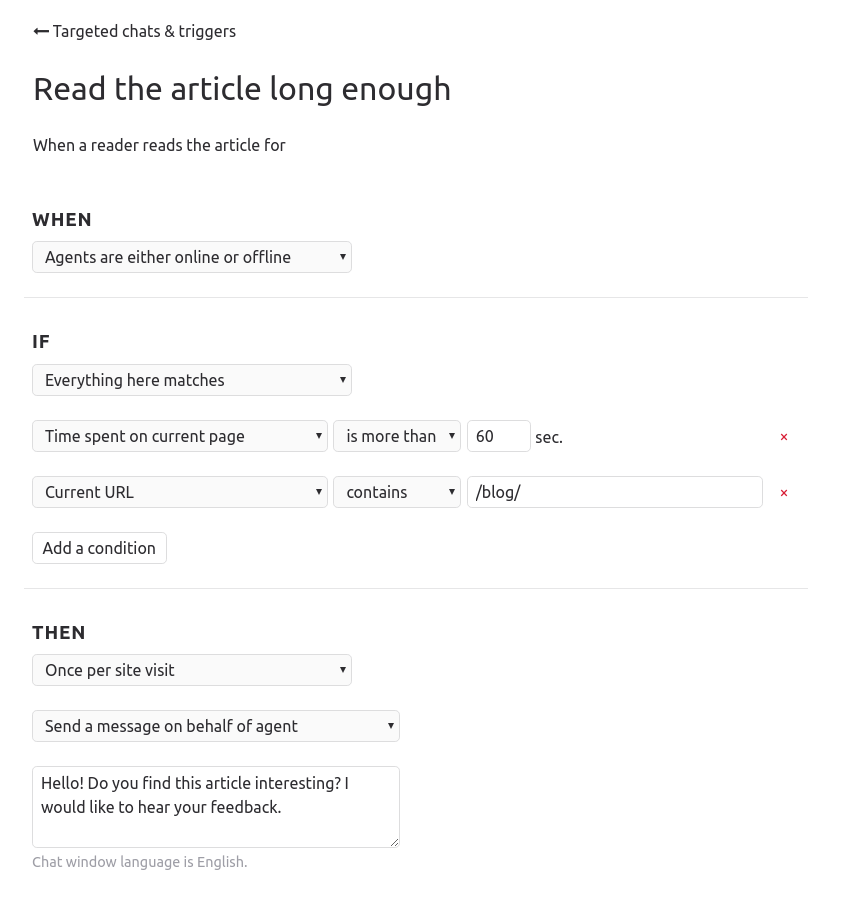 Targeted chats & triggers
Read the article long enough
When a reader reads the article for
WHEN
Agents are either online or offline
IF
Everything here matches
Time spent on current page is more than 60 sec. ×
Current URL contains /blog/ ×
Add a condition
THEN
Once per site visit
Send a message on behalf of agent
Hello! Do you find this article interesting? I
would like to hear your feedback.
Chat window language is English.